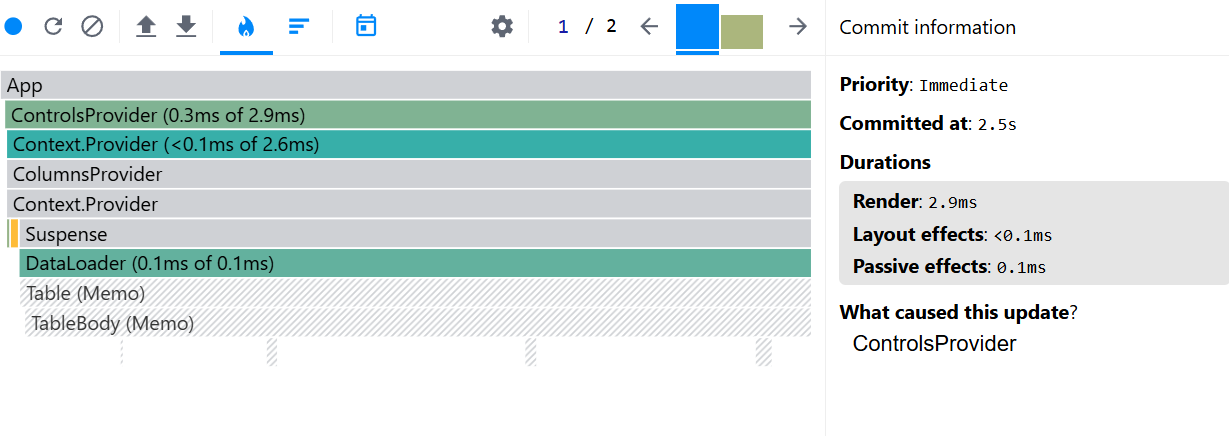 1 / 2
App
ControlsProvider (0.3ms of 2.9ms)
Context.Provider (<0.1ms of 2.6ms)
ColumnsProvider
Context.Provider
Suspense
DataLoader (0.1ms of 0.1ms)
Table (Memo)
TableBody (Memo)
Commit information
Priority: Immediate
Committed at: 2.5s
Durations
Render: 2.9ms
Layout effects: <0.1ms
Passive effects: 0.1ms
What caused this update?
ControlsProvider